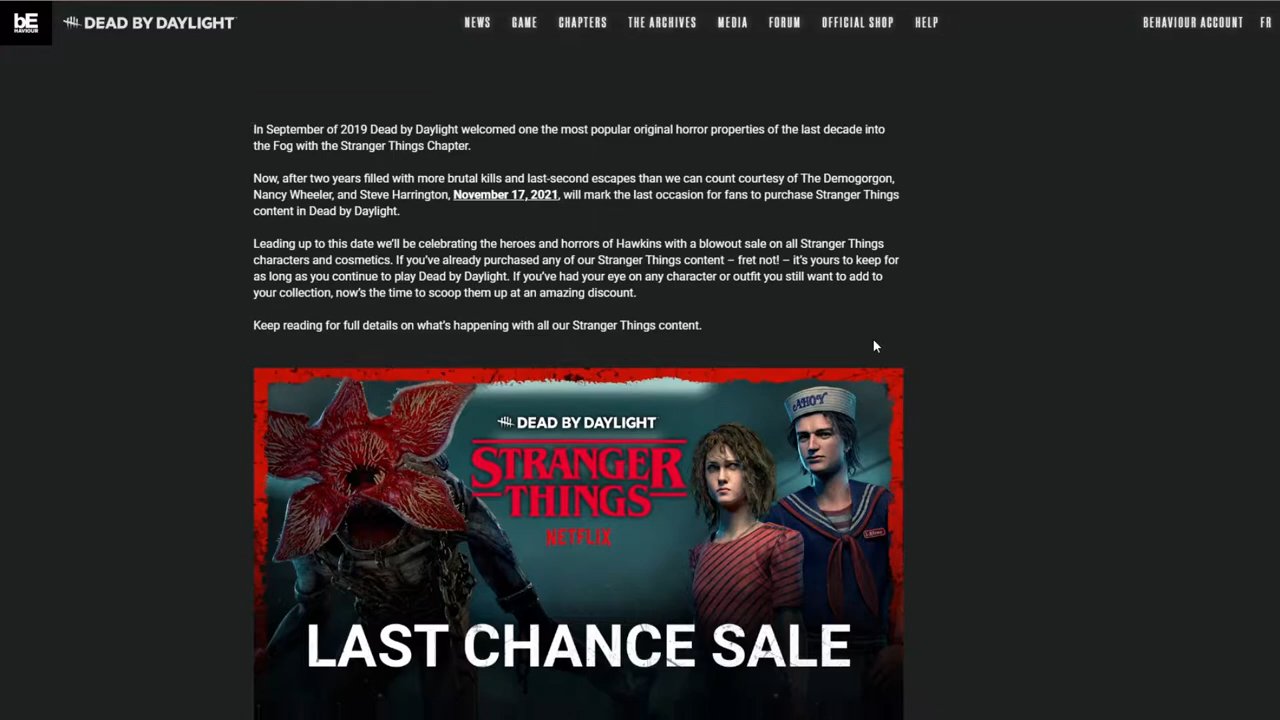 bE
HAVIOUR
DEAD BY DAYLIGHT
NEWS GAME CHAPTERS THE ARCHIVES MEDIA FORUM OFFICIAL SHOP HELP
BEHAVIOUR ACCOUNT FR
In September of 2019 Dead by Daylight welcomed one the most popular original horror properties of the last decade into
the Fog with the Stranger Things Chapter.
Now, after two years filled with more brutal kills and last-second escapes than we can count courtesy of The Demogorgon,
Nancy Wheeler, and Steve Harrington, November 17, 2021, will mark the last occasion for fans to purchase Stranger Things
content in Dead by Daylight.
Leading up to this date we'll be celebrating the heroes and horrors of Hawkins with a blowout sale on all Stranger Things
characters and cosmetics. If you've already purchased any of our Stranger Things content – fret not! – it's yours to keep for
as long as you continue to play Dead by Daylight. If you've had your eye on any character or outfit you still want to add to
your collection, now's the time to scoop them up at an amazing discount.
Keep reading for full details on what's happening with all our Stranger Things content.
AHOY
DEAD BY DAYLIGHT
STRANGER
THINGS
NETFLIX
LAST CHANCE SALE